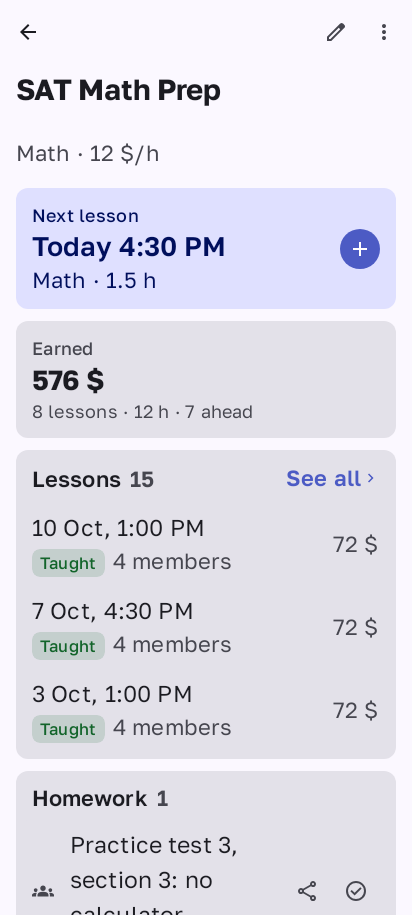 SAT Math Prep
Math · 12 $/h
Next lesson
Today 4:30 PM
Math · 1.5 h
Earned
576 $
8 lessons · 12 h · 7 ahead
Lessons 15
See all
10 Oct, 1:00 PM
Taught 4 members
72 $
7 Oct, 4:30 PM
Taught 4 members
72 $
3 Oct, 1:00 PM
Taught 4 members
72 $
Homework 1
Practice test 3,
section 3: no
calculator